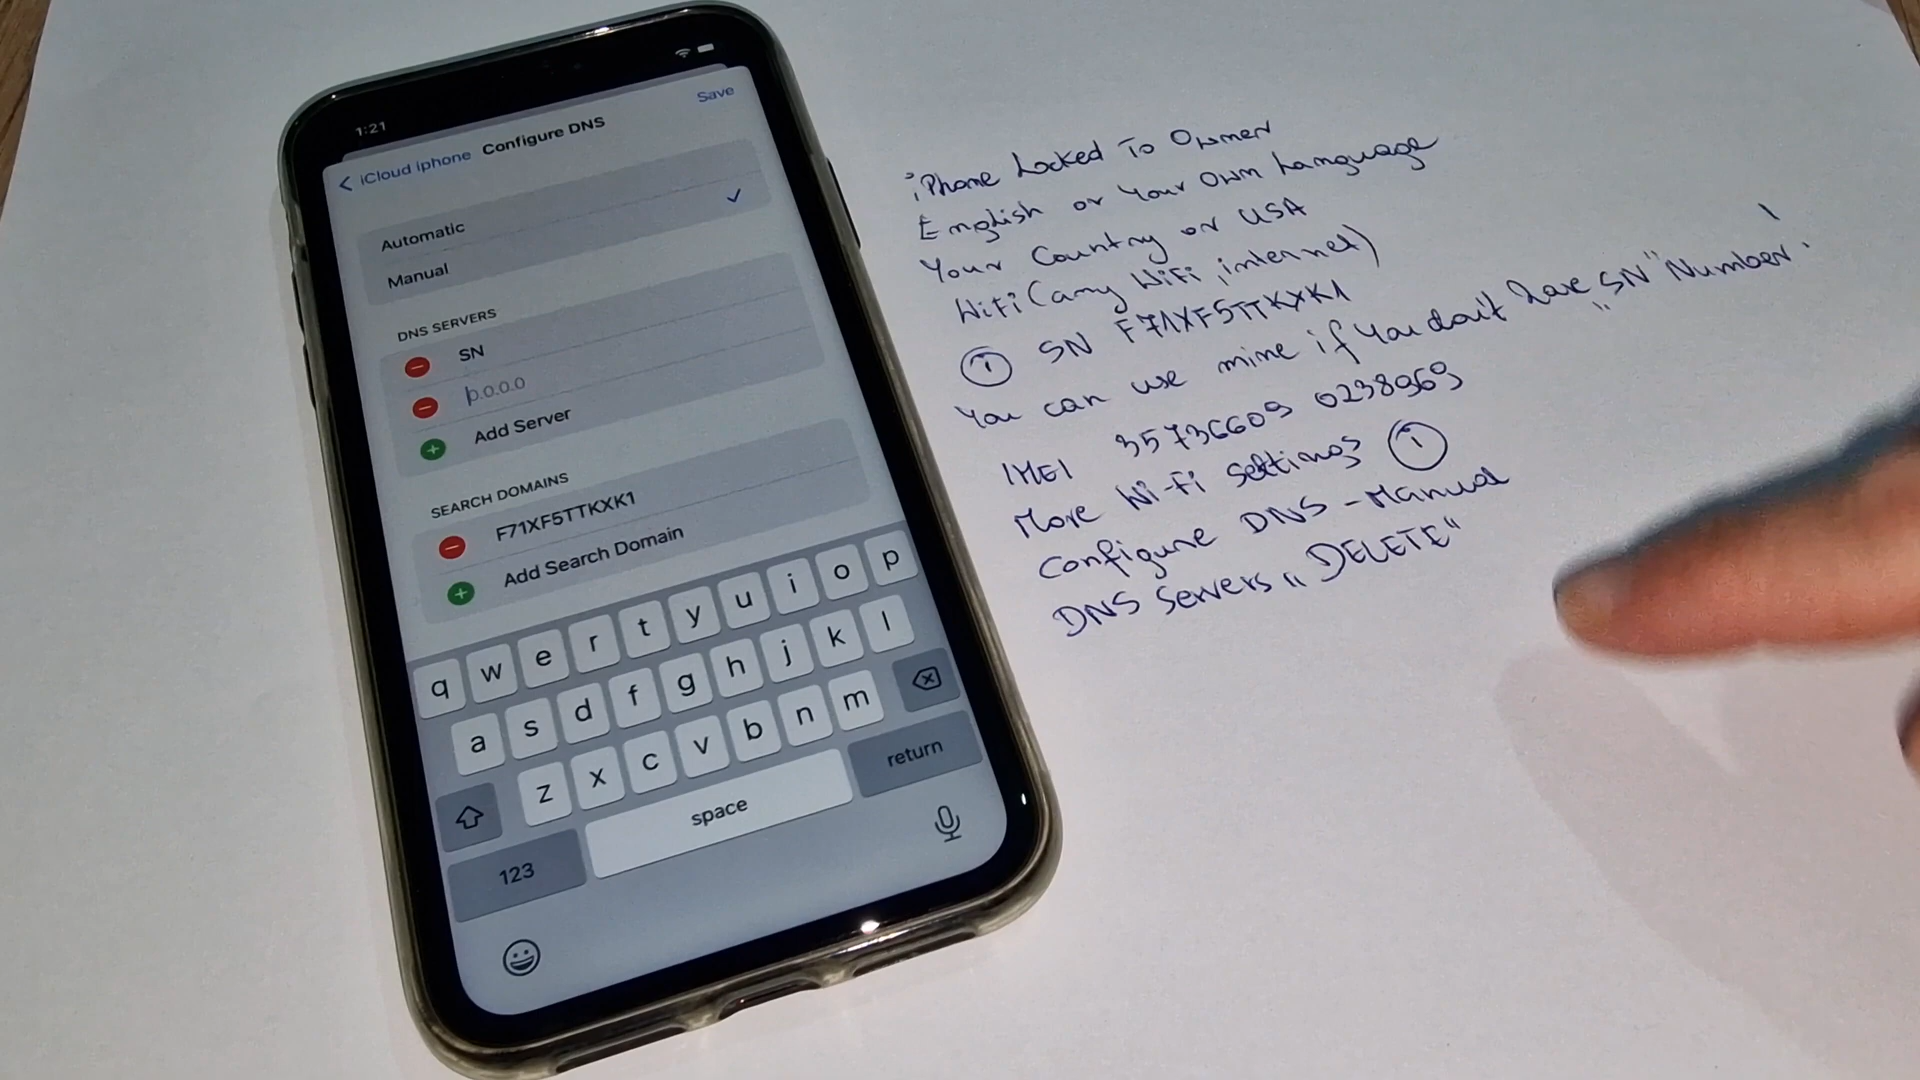 1:21
Save
iCloud iphone
Configure DNS
Automatic
Manual
DNS SERVERS
SN
0.0.0.0
Add Server
SEARCH DOMAINS
F71XF5TTKXK1
Add Search Domain
q w e r t y u i o p
a s d f g h j k l
z x c v b n m
123
space
return
iPhone Locked To Owner
English or Your Own Language
Your Country or USA
WiFi (any WiFi, internet)
① SN F71XF5TTKXK1
You can use mine if You don't have „SN" Number.
IMEI 35736609 0238969
More Wi-Fi Settings ①
Configure DNS - Manual
DNS Servers „DELETE"